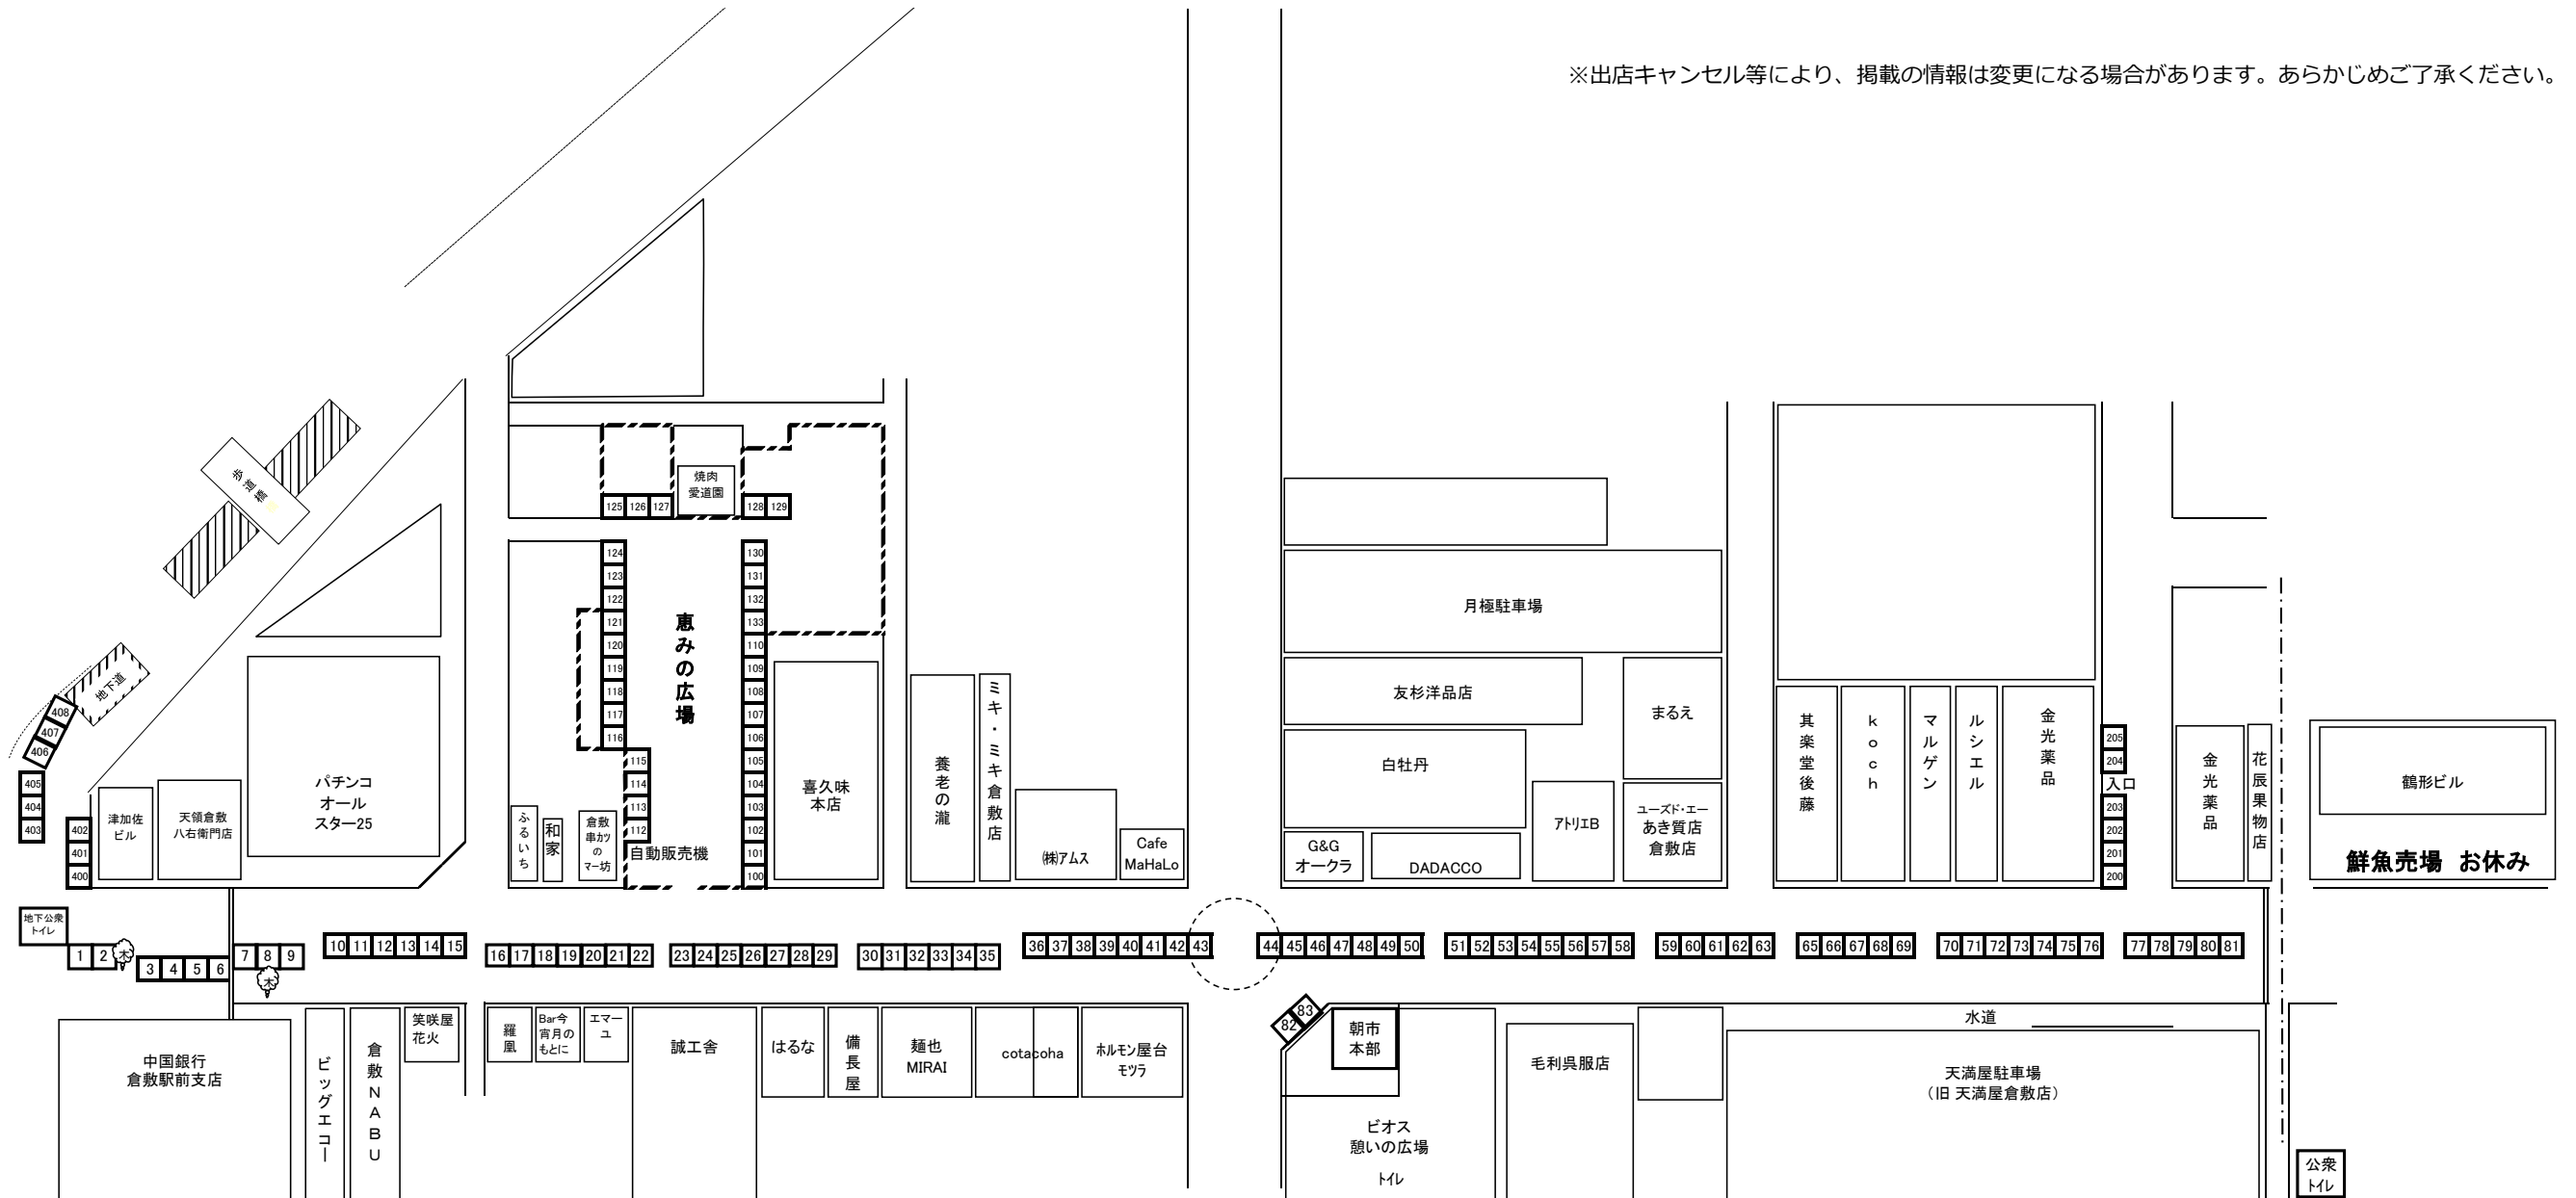 ※出店キャンセル等により、掲載の情報は変更になる場合があります。あらかじめご了承ください。
歩道橋
地下道
焼肉
愛道園
125 126 127
128 129
124
123
122
121
120
119
118
117
116
115
114
113
112
恵みの広場
130
131
132
133
110
109
108
107
106
105
104
103
102
101
100
自動販売機
408
407
406
405
404
403
402
401
400
津加佐
ビル
天領倉敷
八右衛門店
パチンコ
オール
スター25
ふるいち
和家
倉敷
串カツ
の
マー坊
喜久味
本店
養老の瀧
ミキ・ミキ倉敷店
㈱アムス
Cafe
MaHaLo
月極駐車場
友杉洋品店
まるえ
白牡丹
アトリエB
ユーズド・エー
あき質店
倉敷店
G&G
オークラ
DADACCO
其楽堂後藤
koch
マルゲン
ルシエル
金光薬品
205
204
入口
203
202
201
200
金光薬品
花辰果物店
鶴形ビル
鮮魚売場 お休み
地下公衆
トイレ
1 2 木
3 4 5 6
7 8 9
木
10 11 12 13 14 15
16 17 18 19 20 21 22
23 24 25 26 27 28 29
30 31 32 33 34 35
36 37 38 39 40 41 42 43
44 45 46 47 48 49 50
51 52 53 54 55 56 57 58
59 60 61 62 63
65 66 67 68 69
70 71 72 73 74 75 76
77 78 79 80 81
82 83
中国銀行
倉敷駅前支店
ビッグエコー
倉敷NABU
笑咲屋
花火
羅凰
Bar今
宵月の
もとに
エマー
ユ
誠工舎
はるな
備長屋
麺也
MIRAI
cotacoha
ホルモン屋台
モツラ
朝市
本部
ビオス
憩いの広場
トイレ
毛利呉服店
水道
天満屋駐車場
（旧 天満屋倉敷店）
公衆
トイレ